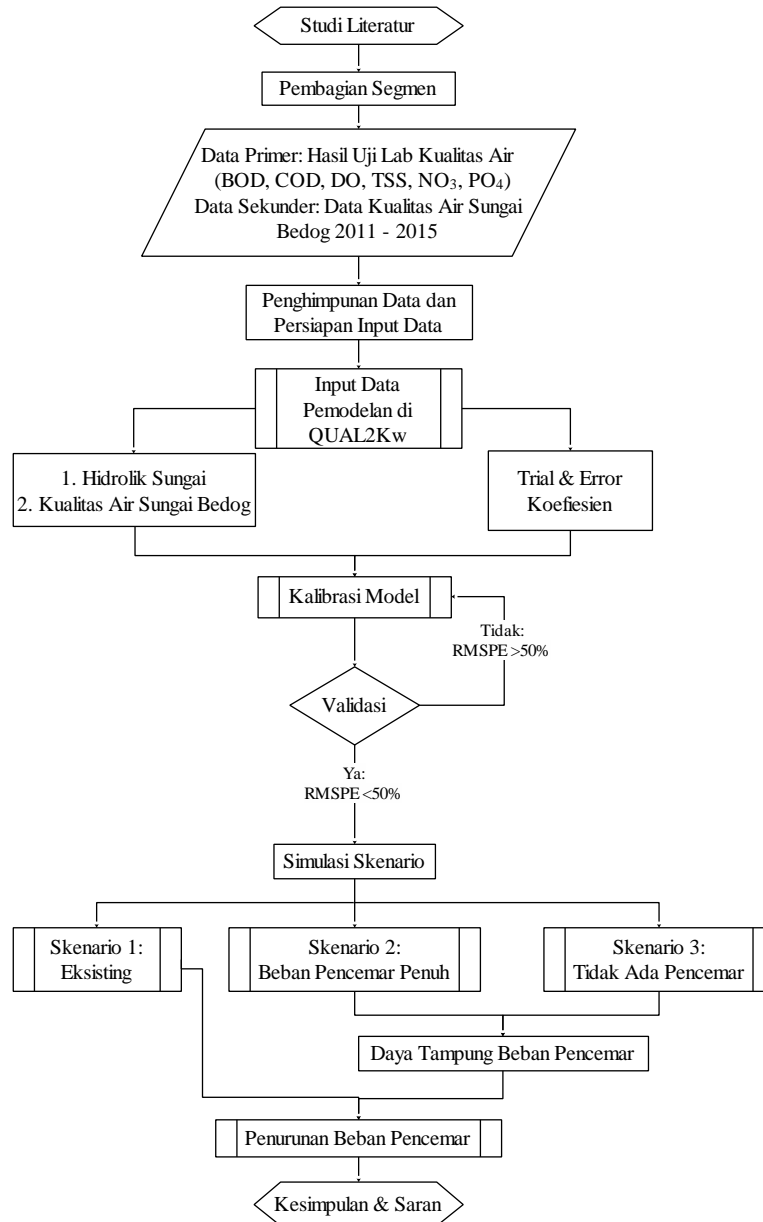 Studi Literatur
Pembagian Segmen
Data Primer: Hasil Uji Lab Kualitas Air
(BOD, COD, DO, TSS, NO₃, PO₄)
Data Sekunder: Data Kualitas Air Sungai
Bedog 2011 - 2015
Penghimpunan Data dan
Persiapan Input Data
Input Data
Pemodelan di
QUAL2Kw
1. Hidrolik Sungai
2. Kualitas Air Sungai Bedog
Trial & Error
Koefiesien
Kalibrasi Model
Tidak:
RMSPE >50%
Validasi
Ya:
RMSPE <50%
Simulasi Skenario
Skenario 1:
Eksisting
Skenario 2:
Beban Pencemar Penuh
Skenario 3:
Tidak Ada Pencemar
Daya Tampung Beban Pencemar
Penurunan Beban Pencemar
Kesimpulan & Saran